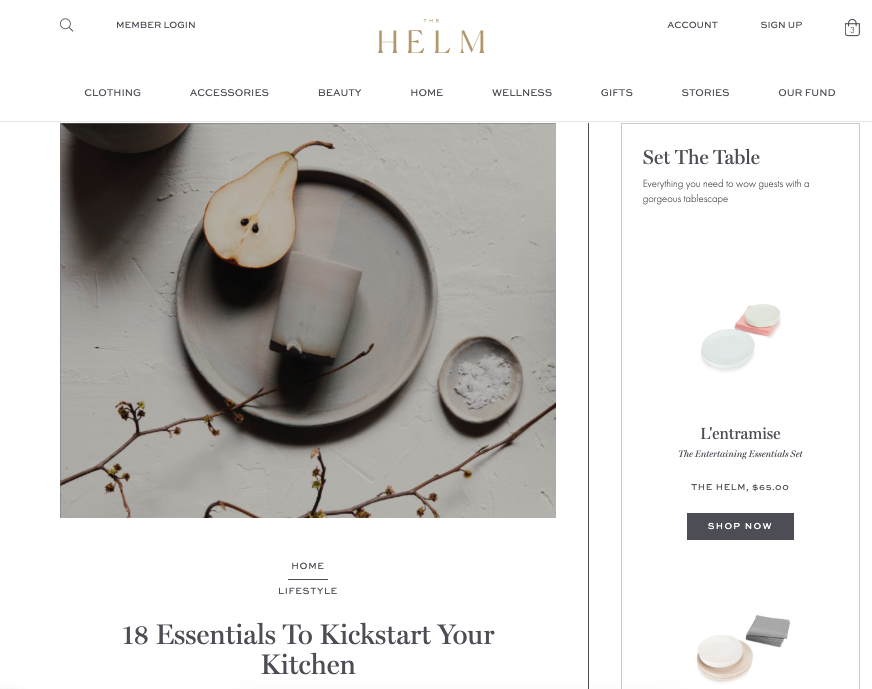 MEMBER LOGIN
THE
HELM
ACCOUNT
SIGN UP
3
CLOTHING
ACCESSORIES
BEAUTY
HOME
WELLNESS
GIFTS
STORIES
OUR FUND
Set The Table
Everything you need to wow guests with a
gorgeous tablescape
L'entramise
The Entertaining Essentials Set
THE HELM, $65.00
SHOP NOW
HOME
LIFESTYLE
18 Essentials To Kickstart Your
Kitchen